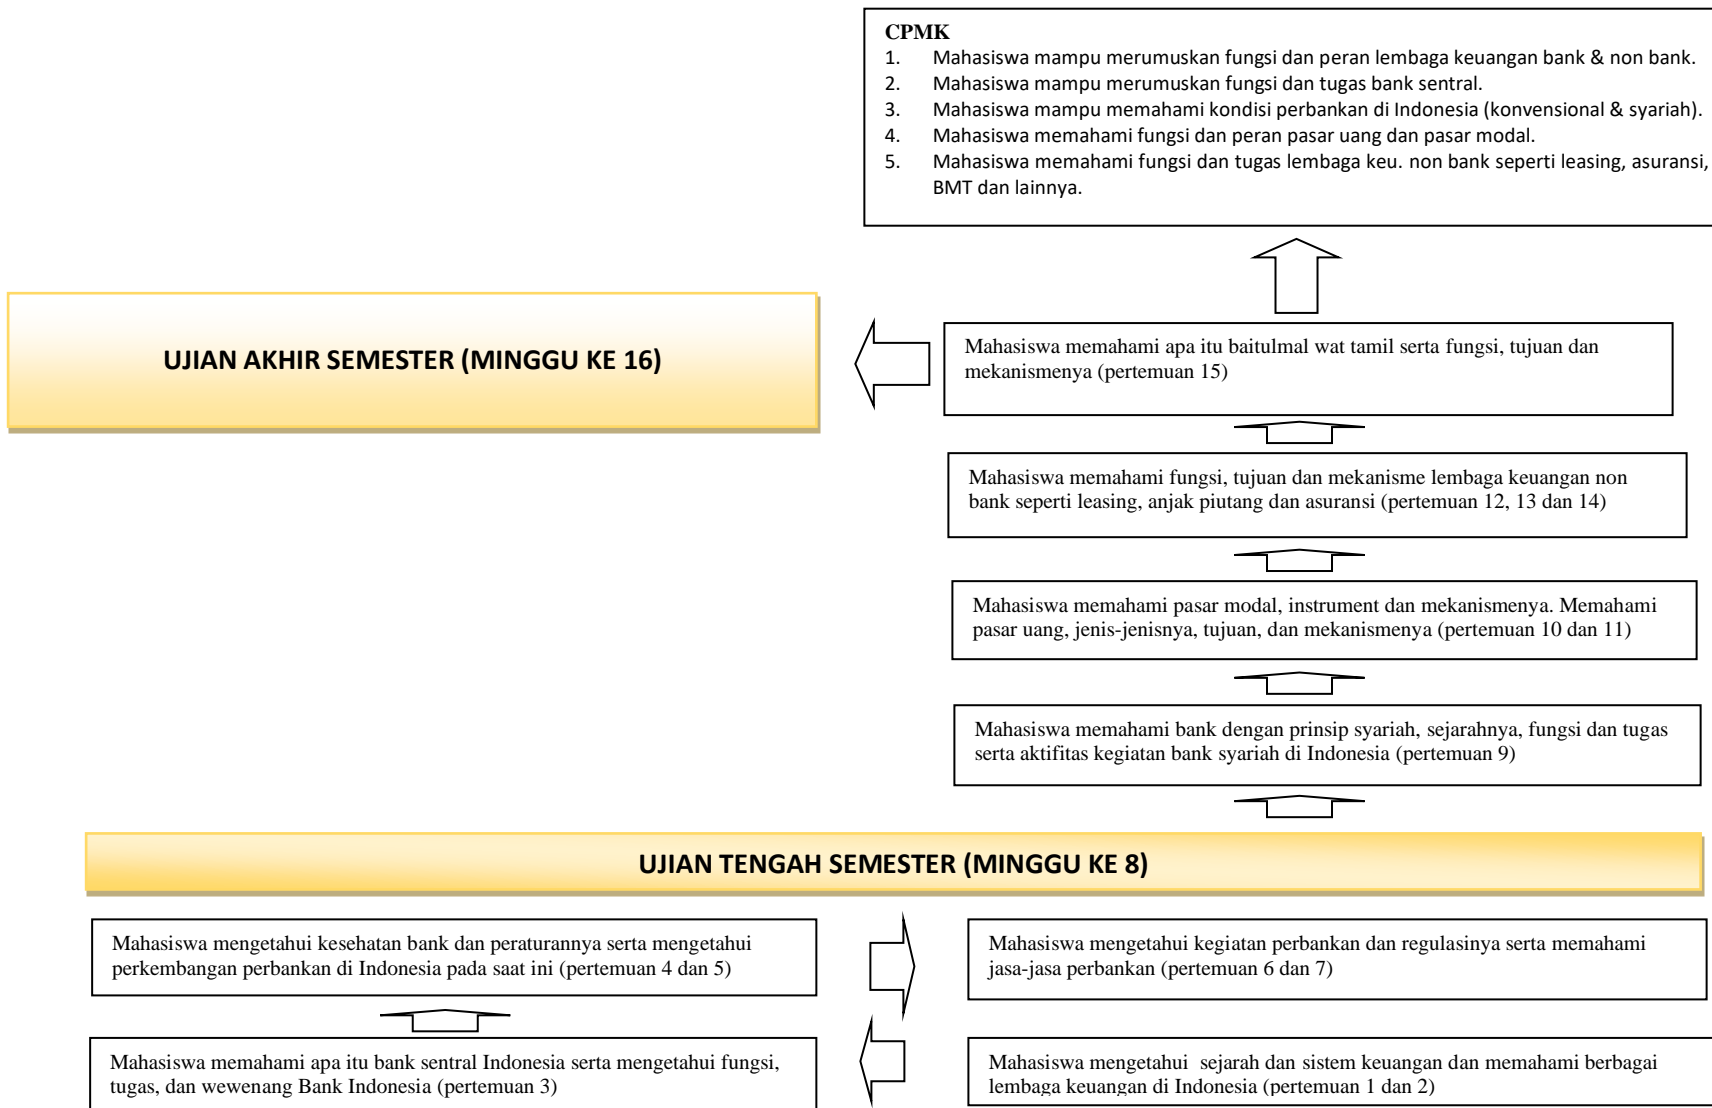 CPMK
1. Mahasiswa mampu merumuskan fungsi dan peran lembaga keuangan bank & non bank.
2. Mahasiswa mampu merumuskan fungsi dan tugas bank sentral.
3. Mahasiswa mampu memahami kondisi perbankan di Indonesia (konvensional & syariah).
4. Mahasiswa memahami fungsi dan peran pasar uang dan pasar modal.
5. Mahasiswa memahami fungsi dan tugas lembaga keu. non bank seperti leasing, asuransi,
BMT dan lainnya.
UJIAN AKHIR SEMESTER (MINGGU KE 16)
Mahasiswa memahami apa itu baitulmal wat tamil serta fungsi, tujuan dan
mekanismenya (pertemuan 15)
Mahasiswa memahami fungsi, tujuan dan mekanisme lembaga keuangan non
bank seperti leasing, anjak piutang dan asuransi (pertemuan 12, 13 dan 14)
Mahasiswa memahami pasar modal, instrument dan mekanismenya. Memahami
pasar uang, jenis-jenisnya, tujuan, dan mekanismenya (pertemuan 10 dan 11)
Mahasiswa memahami bank dengan prinsip syariah, sejarahnya, fungsi dan tugas
serta aktifitas kegiatan bank syariah di Indonesia (pertemuan 9)
UJIAN TENGAH SEMESTER (MINGGU KE 8)
Mahasiswa mengetahui kesehatan bank dan peraturannya serta mengetahui
perkembangan perbankan di Indonesia pada saat ini (pertemuan 4 dan 5)
Mahasiswa mengetahui kegiatan perbankan dan regulasinya serta memahami
jasa-jasa perbankan (pertemuan 6 dan 7)
Mahasiswa memahami apa itu bank sentral Indonesia serta mengetahui fungsi,
tugas, dan wewenang Bank Indonesia (pertemuan 3)
Mahasiswa mengetahui sejarah dan sistem keuangan dan memahami berbagai
lembaga keuangan di Indonesia (pertemuan 1 dan 2)